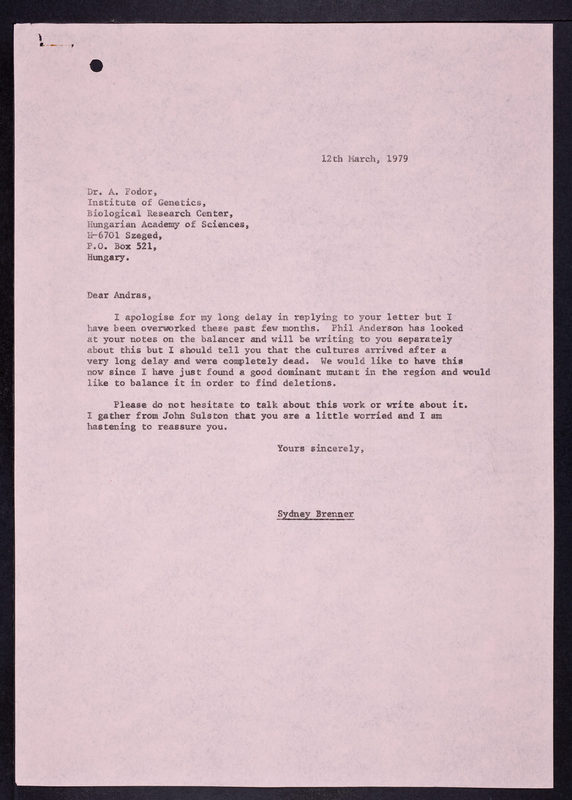 12th March, 1979
Dr. A. Fodor,
Institute of Genetics,
Biological Research Center,
Hungarian Academy of Sciences,
H-6701 Szeged,
P.O. Box 521,
Hungary.
Dear Andras,
I apologise for my long delay in replying to your letter but I
have been overworked these past few months. Phil Anderson has looked
at your notes on the balancer and will be writing to you separately
about this but I should tell you that the cultures arrived after a
very long delay and were completely dead. We would like to have this
now since I have just found a good dominant mutant in the region and would
like to balance it in order to find deletions.
Please do not hesitate to talk about this work or write about it.
I gather from John Sulston that you are a little worried and I am
hastening to reassure you.
Yours sincerely,
Sydney Brenner